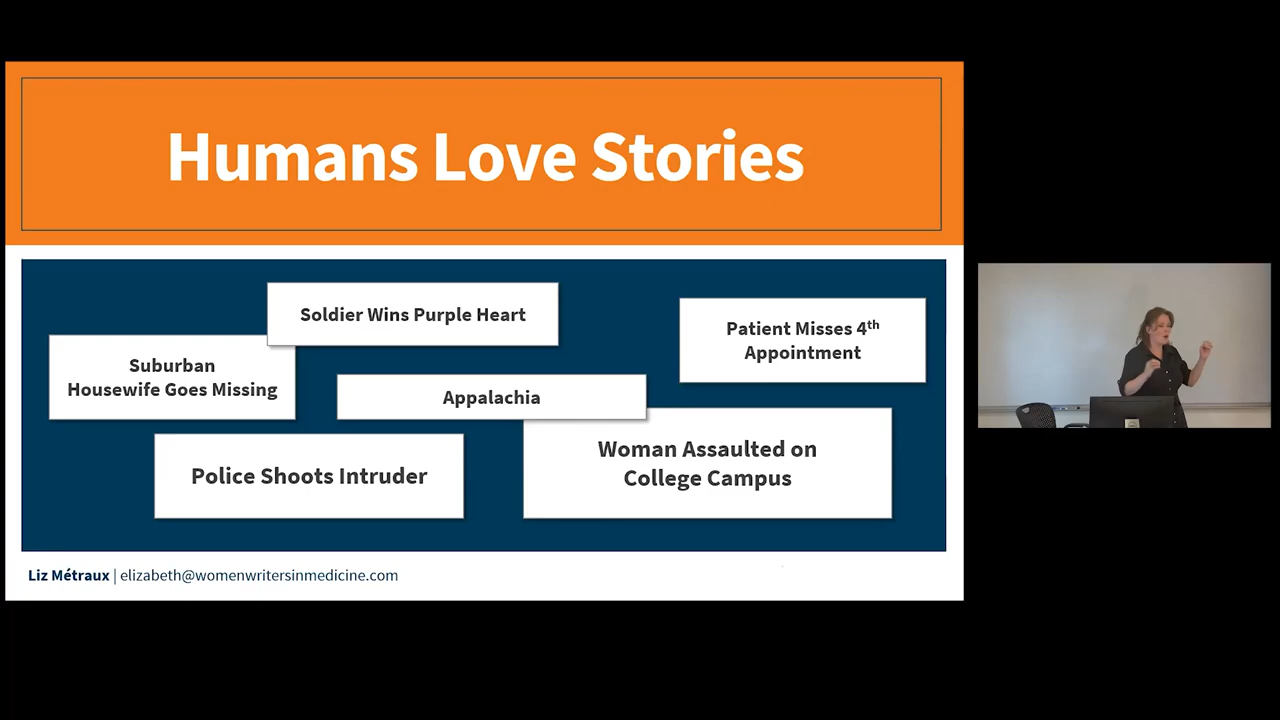 Humans Love Stories
Soldier Wins Purple Heart
Patient Misses 4th
Appointment
Suburban
Housewife Goes Missing
Appalachia
Woman Assaulted on
College Campus
Police Shoots Intruder
Liz Métraux | elizabeth@womenwritersinmedicine.com